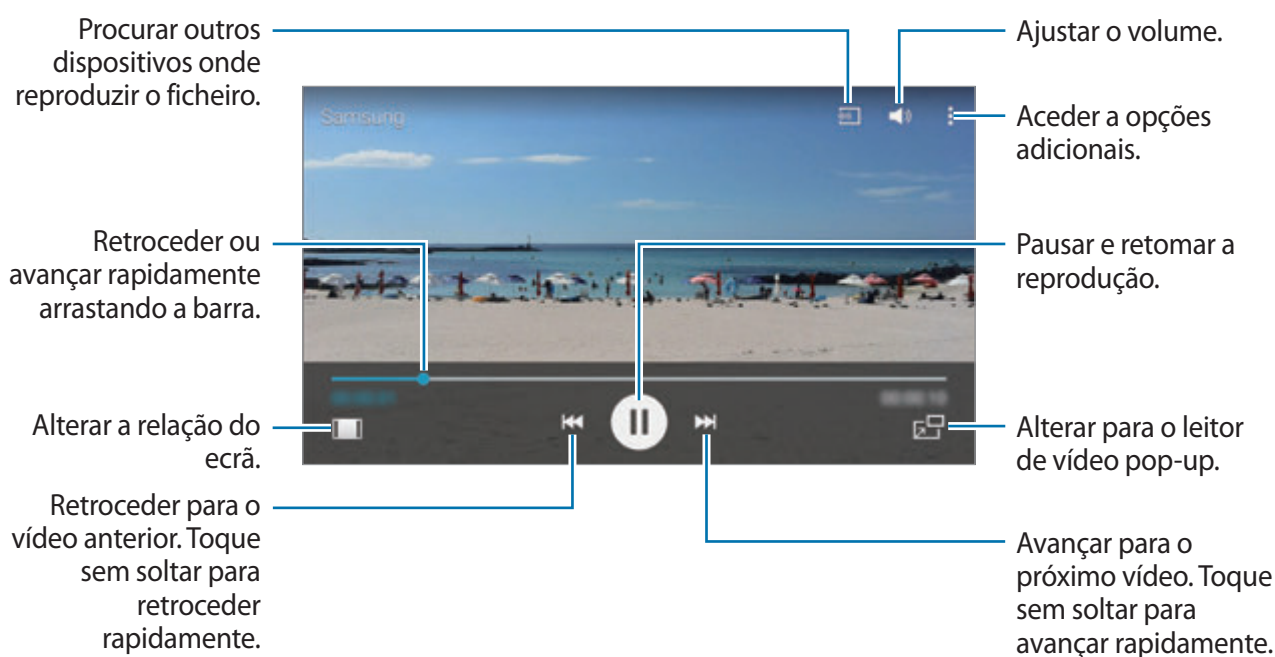 Procurar outros
dispositivos onde
reproduzir o ficheiro.
Ajustar o volume.
Samsung
Aceder a opções
adicionais.
Retroceder ou
avançar rapidamente
arrastando a barra.
Pausar e retomar a
reprodução.
Alterar a relação do
ecrã.
Alterar para o leitor
de vídeo pop-up.
Retroceder para o
vídeo anterior. Toque
sem soltar para
retroceder
rapidamente.
Avançar para o
próximo vídeo. Toque
sem soltar para
avançar rapidamente.